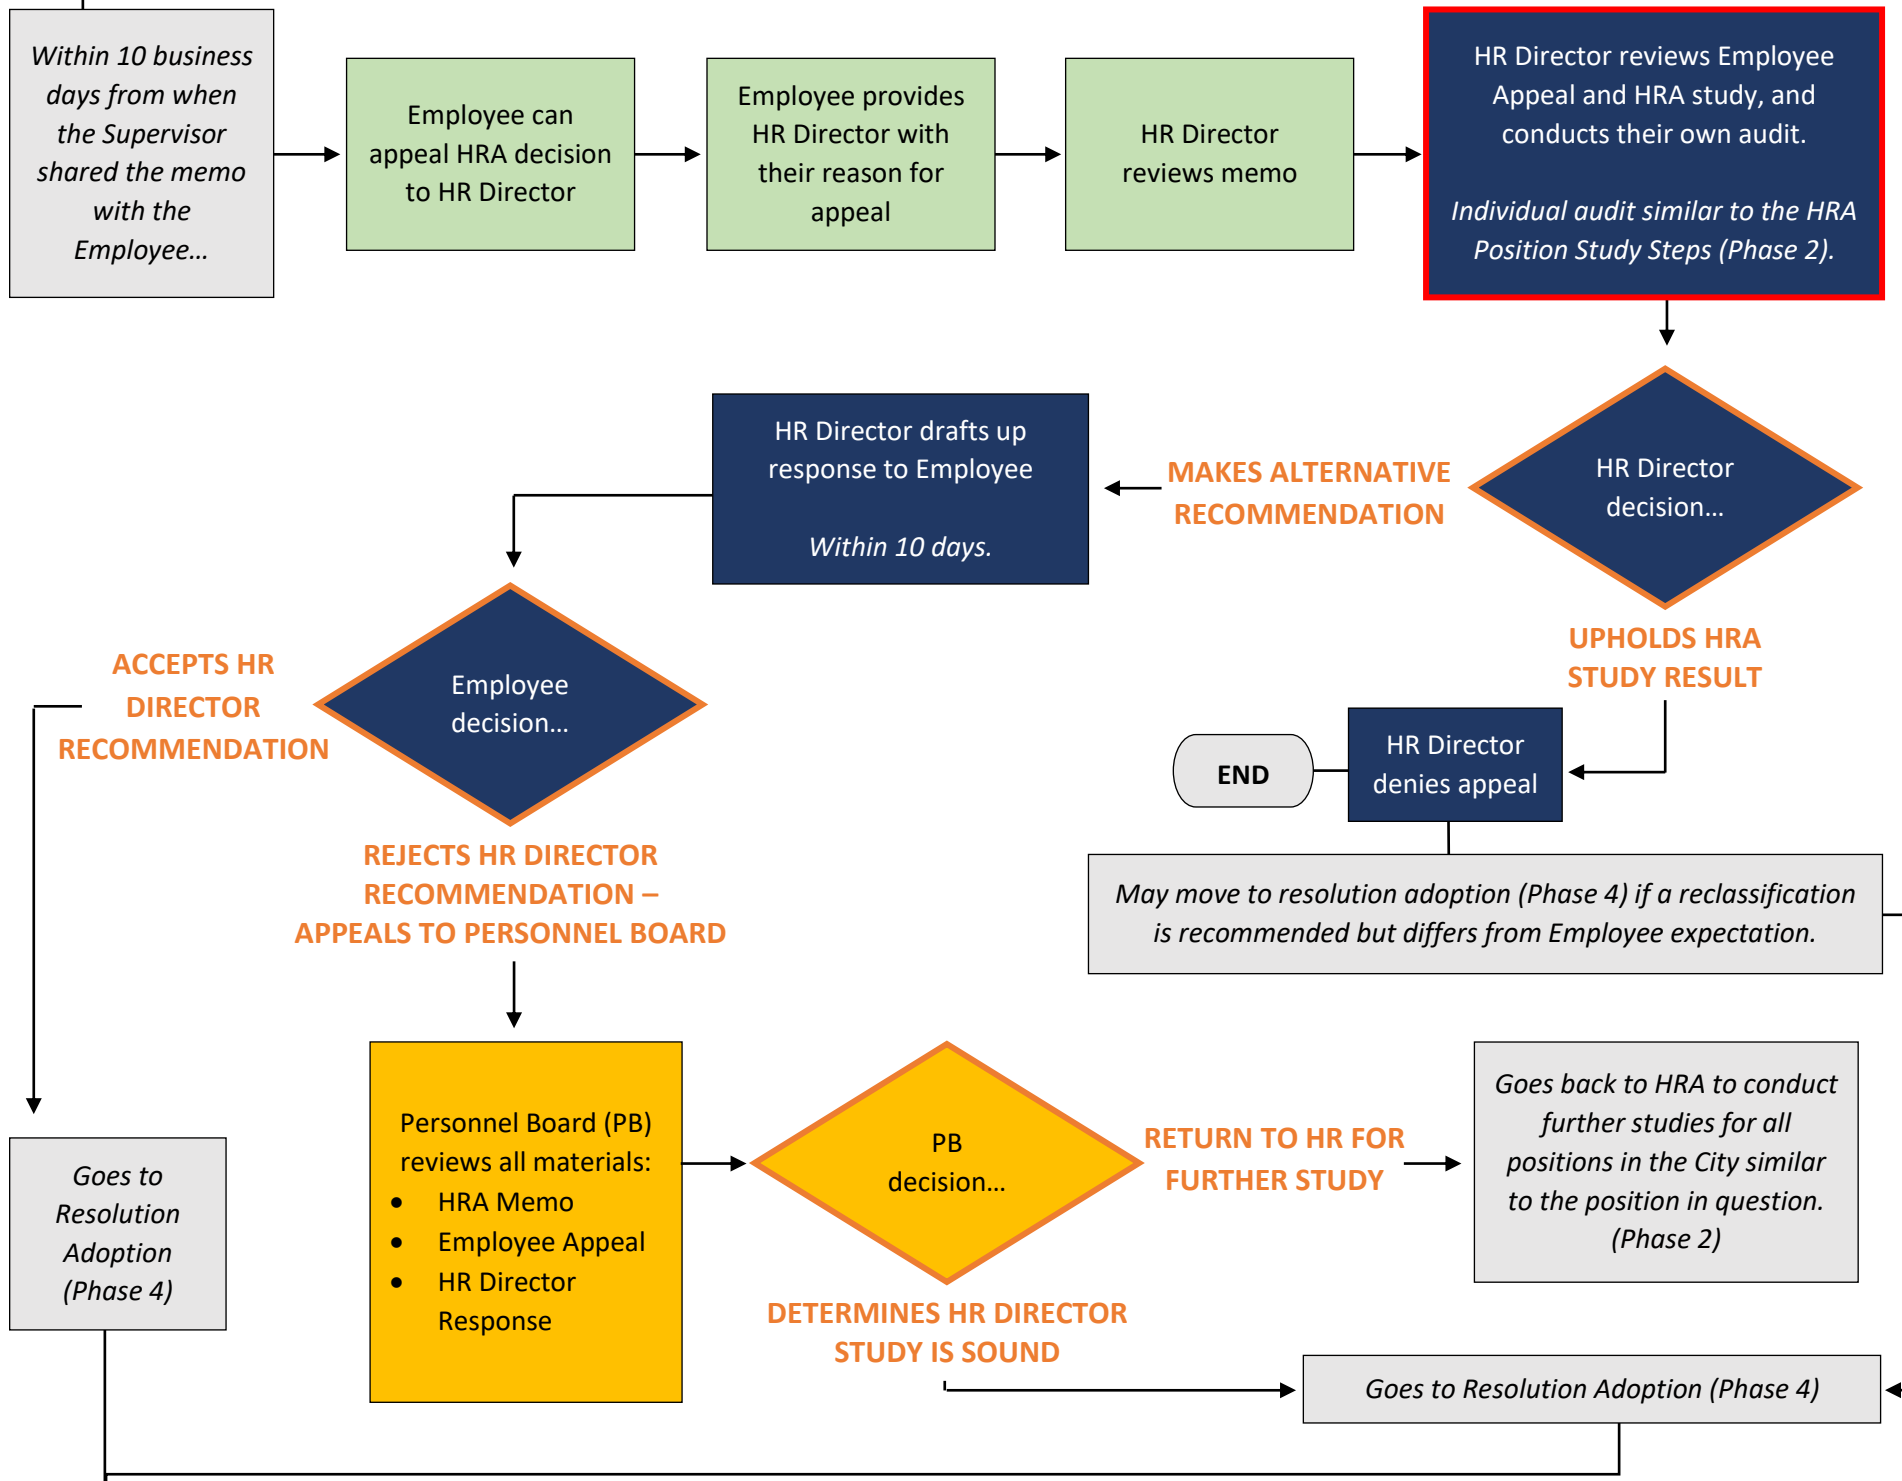 Within 10 business
days from when
the Supervisor
shared the memo
with the
Employee…
Employee can
appeal HRA decision
to HR Director
Employee provides
HR Director with
their reason for
appeal
HR Director
reviews memo
HR Director reviews Employee
Appeal and HRA study, and
conducts their own audit.
Individual audit similar to the HRA
Position Study Steps (Phase 2).
HR Director
decision…
MAKES ALTERNATIVE
RECOMMENDATION
HR Director drafts up
response to Employee
Within 10 days.
UPHOLDS HRA
STUDY RESULT
HR Director
denies appeal
END
May move to resolution adoption (Phase 4) if a reclassification
is recommended but differs from Employee expectation.
Employee
decision…
ACCEPTS HR
DIRECTOR
RECOMMENDATION
REJECTS HR DIRECTOR
RECOMMENDATION –
APPEALS TO PERSONNEL BOARD
Goes to
Resolution
Adoption
(Phase 4)
Personnel Board (PB)
reviews all materials:
• HRA Memo
• Employee Appeal
• HR Director
Response
PB
decision…
RETURN TO HR FOR
FURTHER STUDY
Goes back to HRA to conduct
further studies for all
positions in the City similar
to the position in question.
(Phase 2)
DETERMINES HR DIRECTOR
STUDY IS SOUND
Goes to Resolution Adoption (Phase 4)